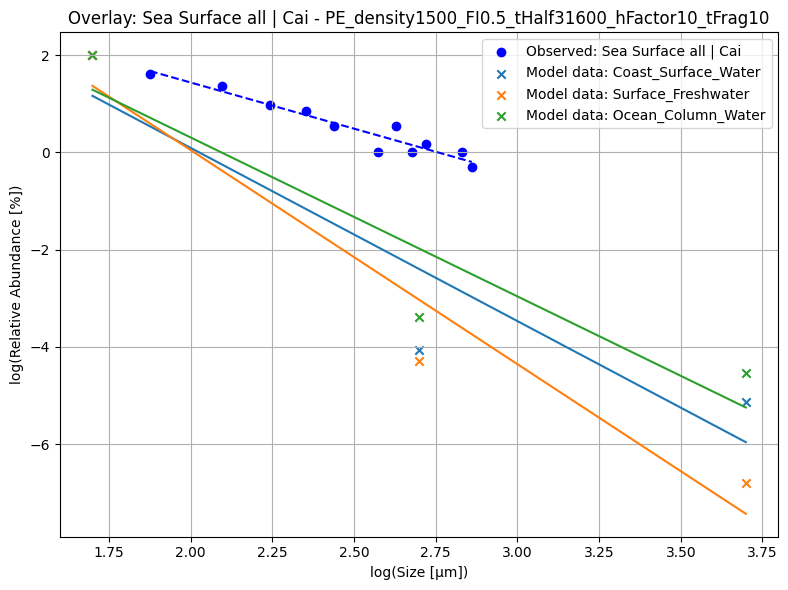 Overlay: Sea Surface all | Cai - PE_density1500_FI0.5_tHalf31600_hFactor10_tFrag10
Observed: Sea Surface all | Cai
Model data: Coast_Surface_Water
Model data: Surface_Freshwater
Model data: Ocean_Column_Water
log(Relative Abundance [%])
2
0
−2
−4
−6
1.75
2.00
2.25
2.50
2.75
3.00
3.25
3.50
3.75
log(Size [μm])